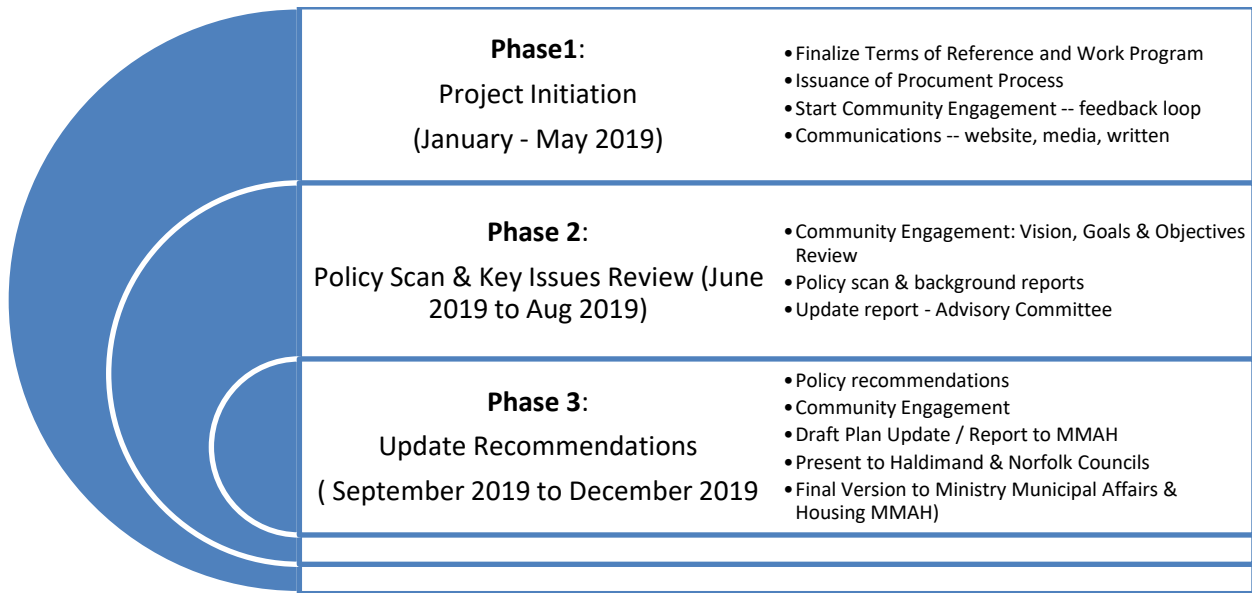 Phase1:
Project Initiation
(January - May 2019)
•Finalize Terms of Reference and Work Program
•Issuance of Procument Process
•Start Community Engagement -- feedback loop
•Communications -- website, media, written
Phase 2:
Policy Scan & Key Issues Review (June
2019 to Aug 2019)
•Community Engagement: Vision, Goals & Objectives
Review
•Policy scan & background reports
•Update report - Advisory Committee
Phase 3:
Update Recommendations
( September 2019 to December 2019
•Policy recommendations
•Community Engagement
•Draft Plan Update / Report to MMAH
•Present to Haldimand & Norfolk Councils
•Final Version to Ministry Municipal Affairs &
Housing MMAH)